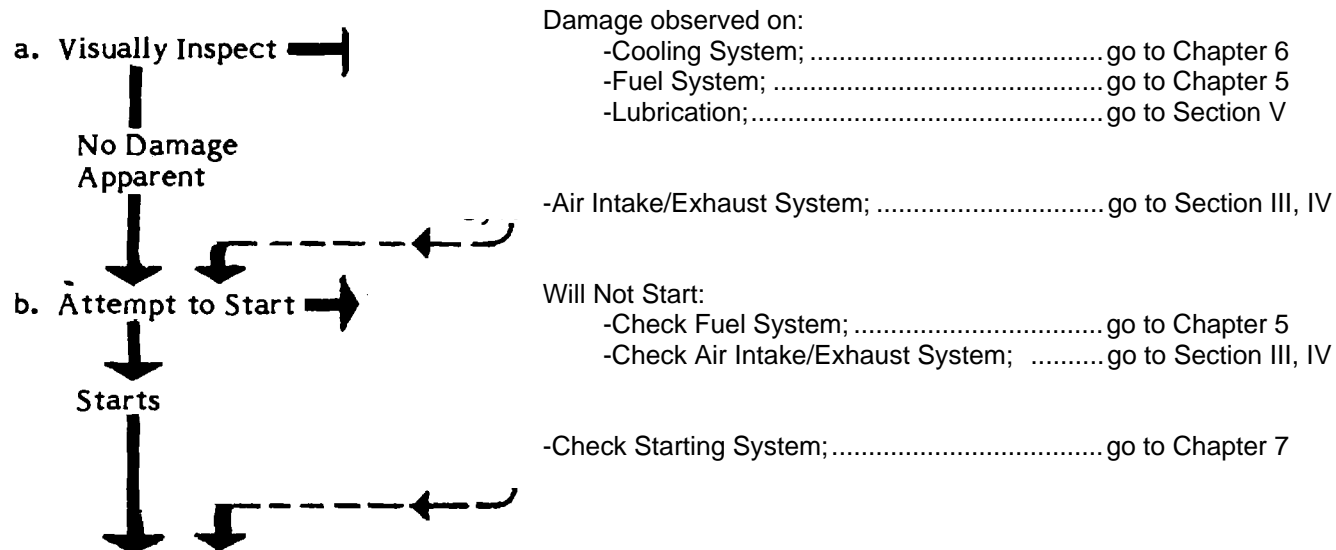 Damage observed on:
a. Visually Inspect
-Cooling System; ................................................ go to Chapter 6
-Fuel System; ..................................................... go to Chapter 5
-Lubrication;......................................................... go to Section V
No Damage
Apparent
-Air Intake/Exhaust System; ................................. go to Section III, IV
b. Attempt to Start
Will Not Start:
-Check Fuel System; ........................................ go to Chapter 5
-Check Air Intake/Exhaust System; .......... go to Section III, IV
Starts
-Check Starting System; ....................................... go to Chapter 7